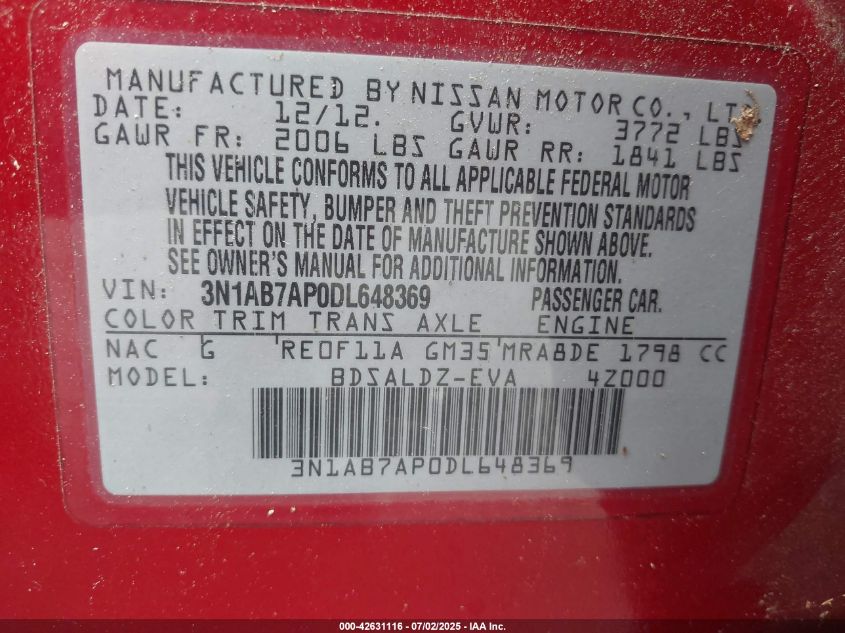 MANUFACTURED BY NISSAN MOTOR CO., LT
DATE: 12/12. GVWR: 3772 LBS
GAWR FR: 2006 LBS GAWR RR: 1841 LBS
THIS VEHICLE CONFORMS TO ALL APPLICABLE FEDERAL MOTOR
VEHICLE SAFETY, BUMPER AND THEFT PREVENTION STANDARDS
IN EFFECT ON THE DATE OF MANUFACTURE SHOWN ABOVE.
SEE OWNER'S MANUAL FOR ADDITIONAL INFORMATION.
VIN: 3N1AB7AP0DL648369 PASSENGER CAR.
COLOR TRIM TRANS AXLE ENGINE
NAC G RE0F11A GM35 MRA8DE 1798 CC
MODEL: BDSALDZ-EVA 4Z000
3N1AB7AP0DL648369
000-42631116 - 07/02/2025 - IAA Inc.